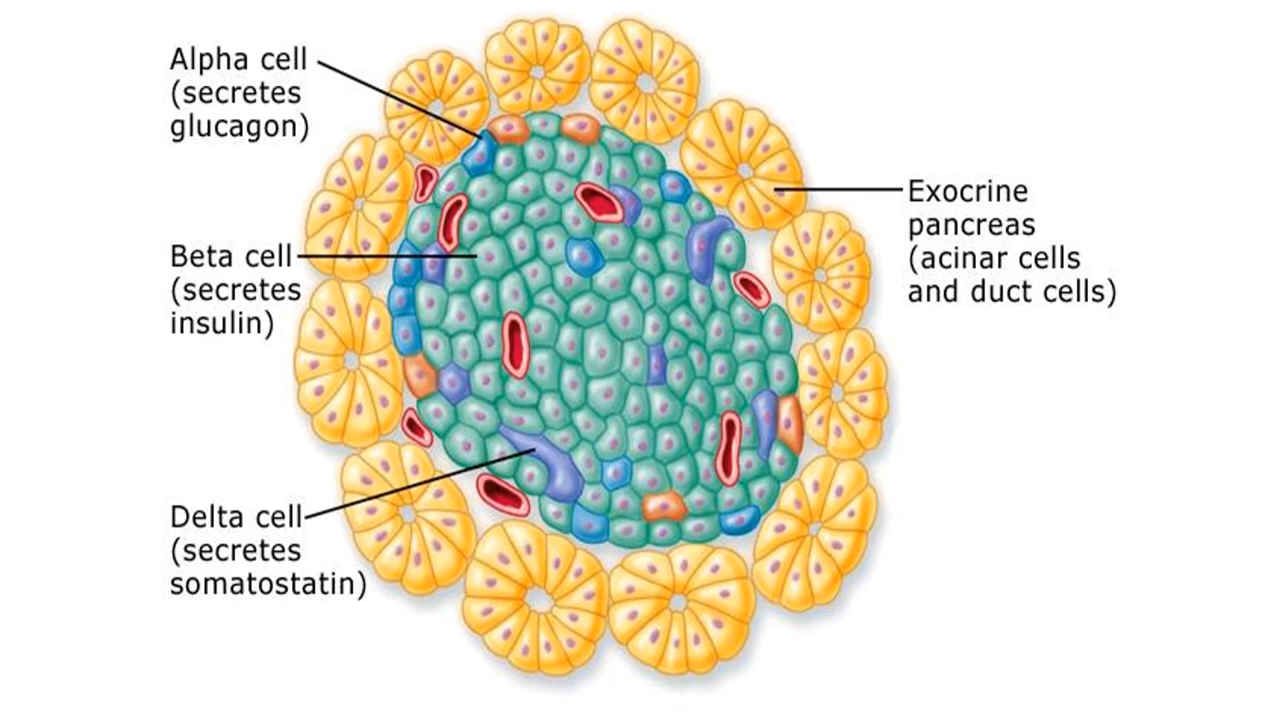 Alpha cell
(secretes
glucagon)
Beta cell
(secretes
insulin)
Delta cell
(secretes
somatostatin)
Exocrine
pancreas
(acinar cells
and duct cells)